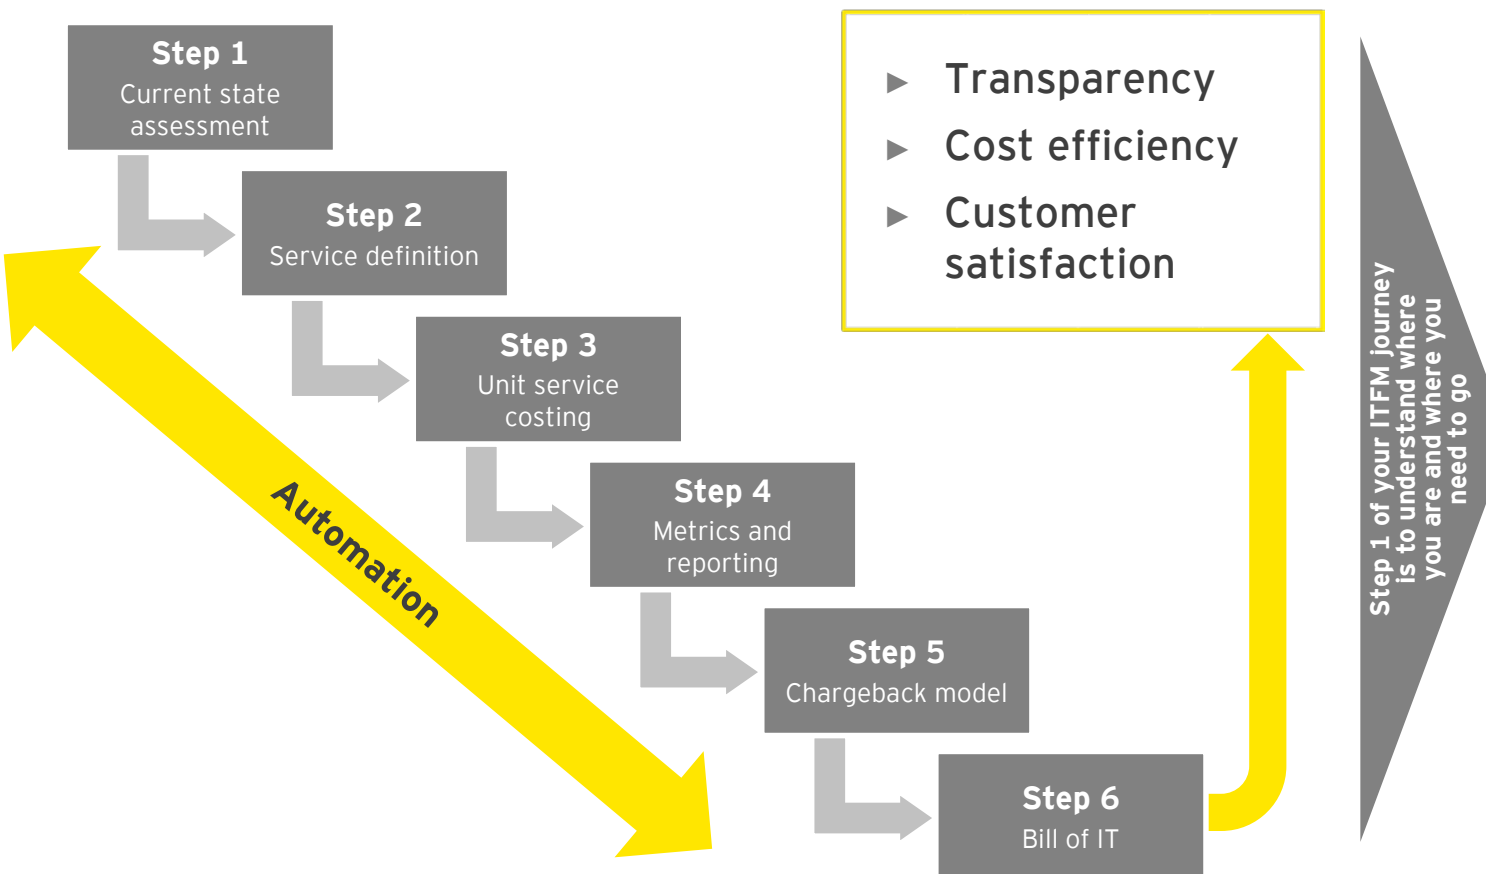 Step 1
Current state
assessment
Step 2
Service definition
Step 3
Unit service
costing
Step 4
Metrics and
reporting
Step 5
Chargeback model
Step 6
Bill of IT
Automation
► Transparency
► Cost efficiency
► Customer
satisfaction
Step 1 of your ITFM journey
is to understand where
you are and where you
need to go